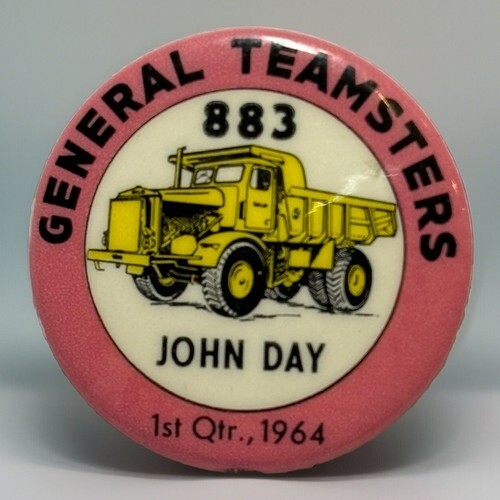 GENERAL TEAMSTERS
883
JOHN DAY
1st Qtr., 1964